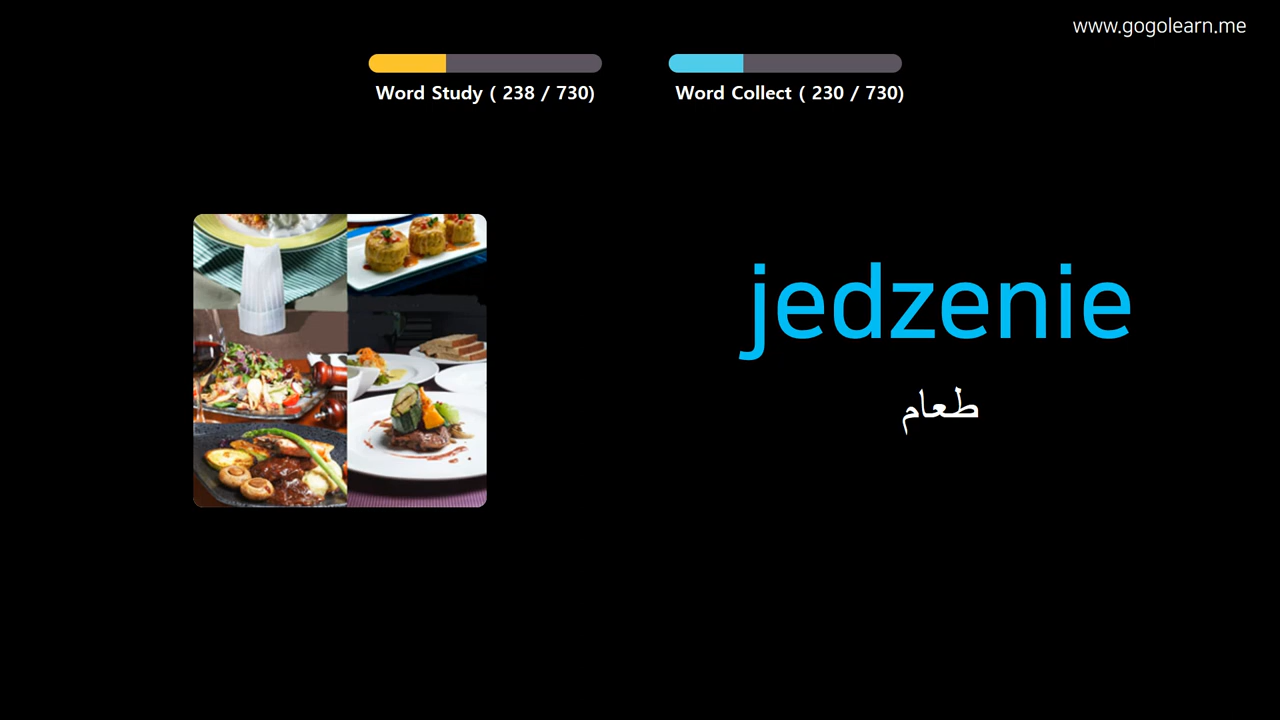 www.gogolearn.me
Word Study ( 238 / 730)
Word Collect ( 230 / 730)
jedzenie
طعام